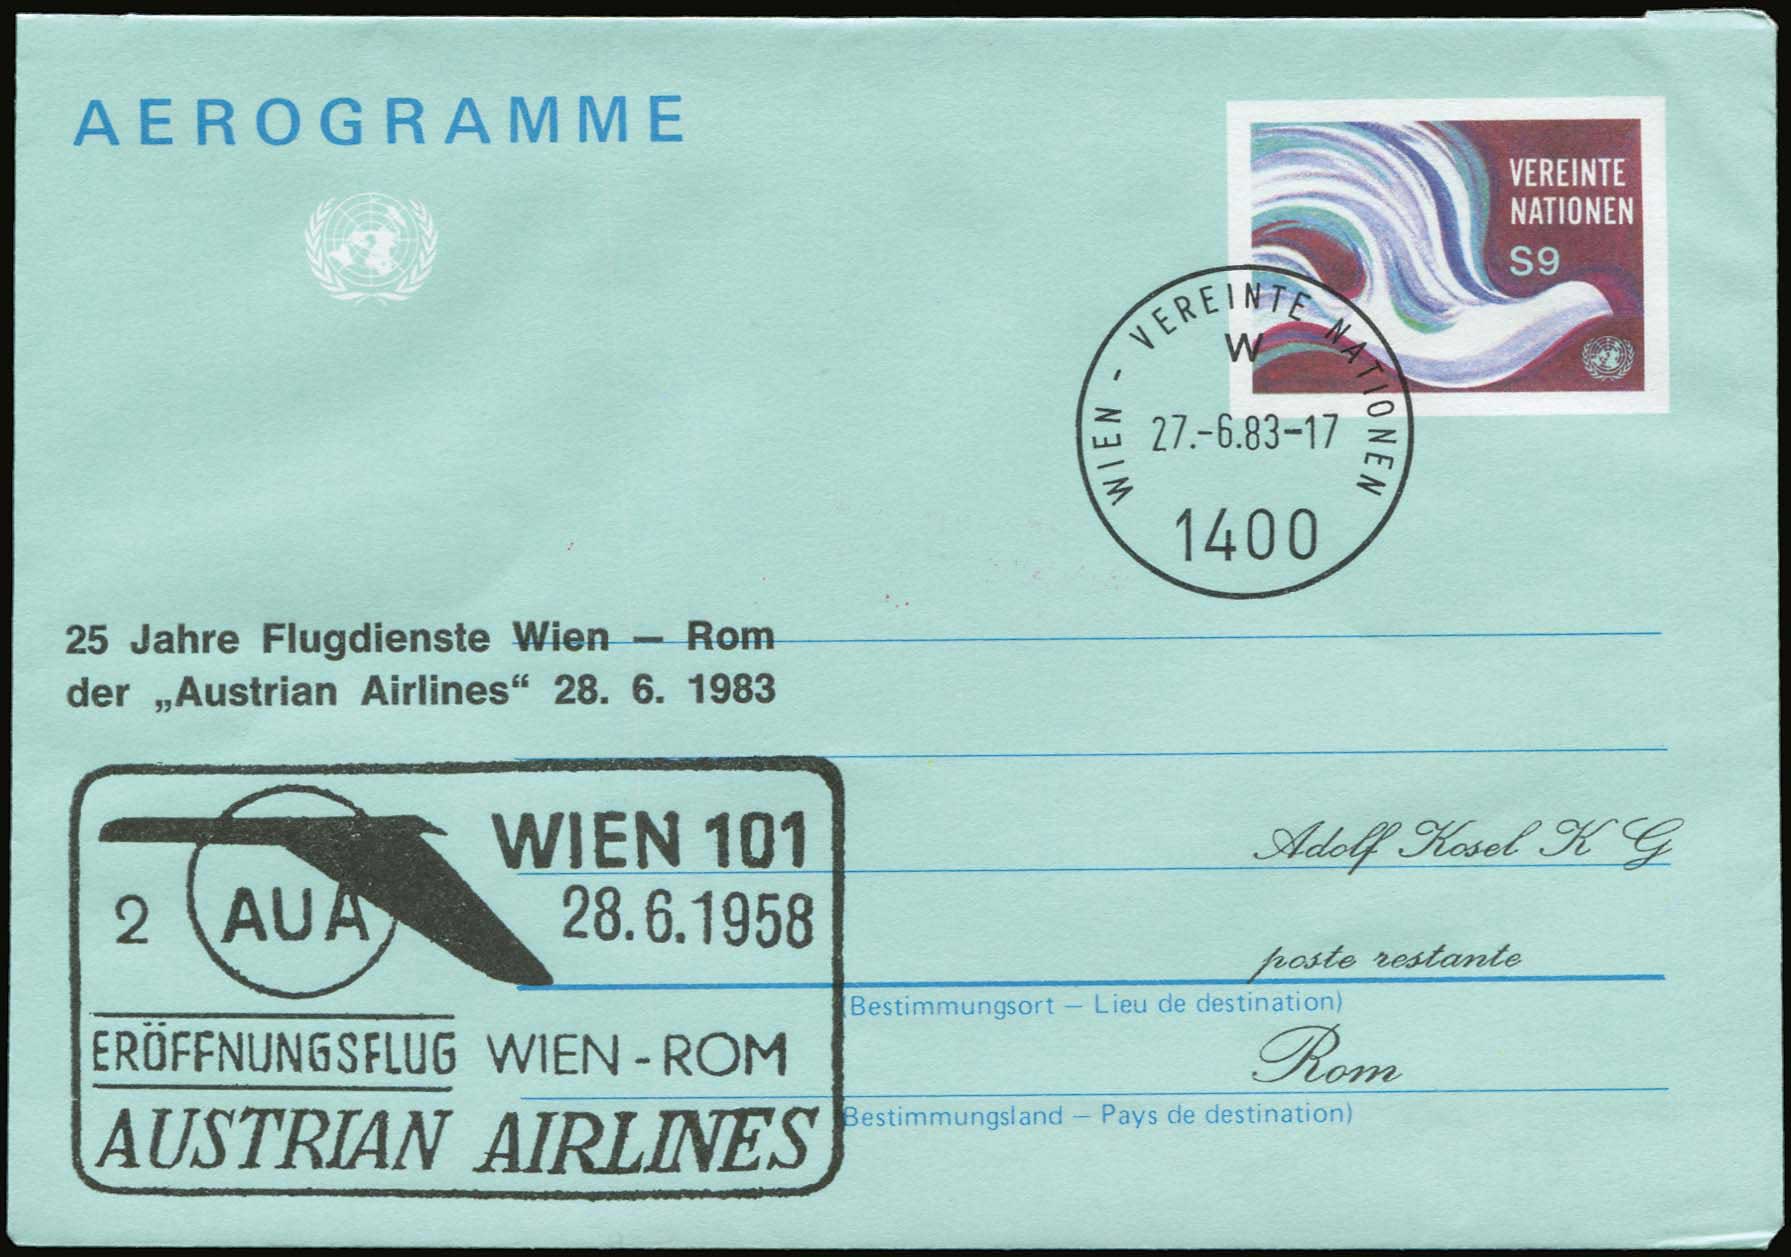 AEROGRAMME
VEREINTE
NATIONEN
S9
WIEN - VEREINTE NATIONEN
W
27.-6.83-17
1400
25 Jahre Flugdienste Wien — Rom
der „Austrian Airlines“ 28. 6. 1983
WIEN 101
2 AUA 28.6.1958
ERÖFFNUNGSFLUG WIEN - ROM
AUSTRIAN AIRLINES
Adolf Kosel K G
poste restante
(Bestimmungsort — Lieu de destination)
Rom
Bestimmungsland — Pays de destination)